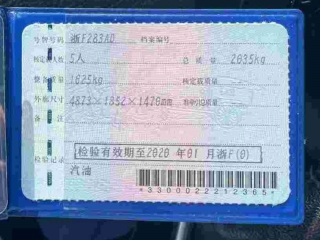 号牌号码 浙F283AD 档案编号
核定载人数 5人 总质量 2035kg
整备质量 1625kg 核定载质量
外廓尺寸 4873×1852×1470mm 准牵引总质量
备注
检验记录 检验有效期至2020年01月浙F(0)
汽油
*3300022212365*